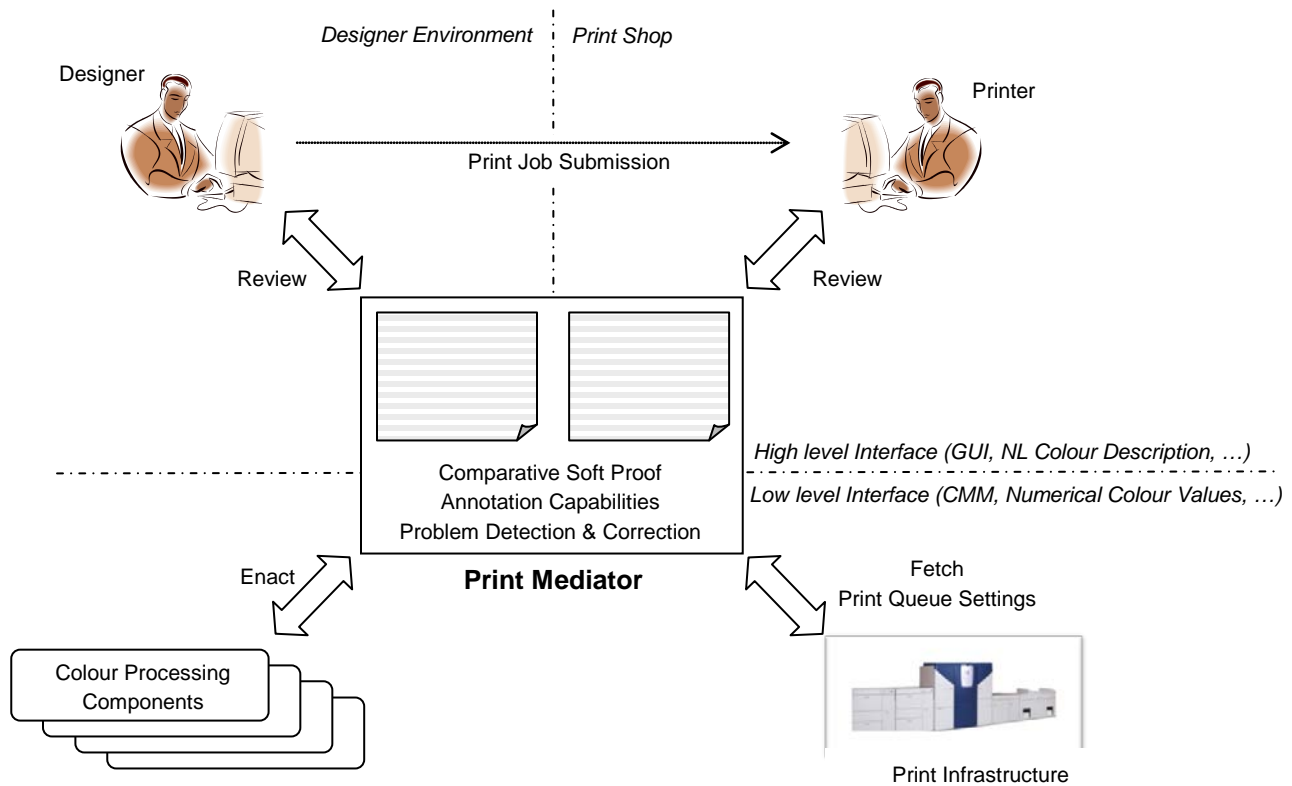 Designer Environment
Print Shop
Designer
Printer
Print Job Submission
Review
Review
High level Interface (GUI, NL Colour Description, …)
Comparative Soft Proof
Low level Interface (CMM, Numerical Colour Values, …)
Annotation Capabilities
Problem Detection & Correction
Enact
Print Mediator
Fetch
Print Queue Settings
Colour Processing
Components
Print Infrastructure